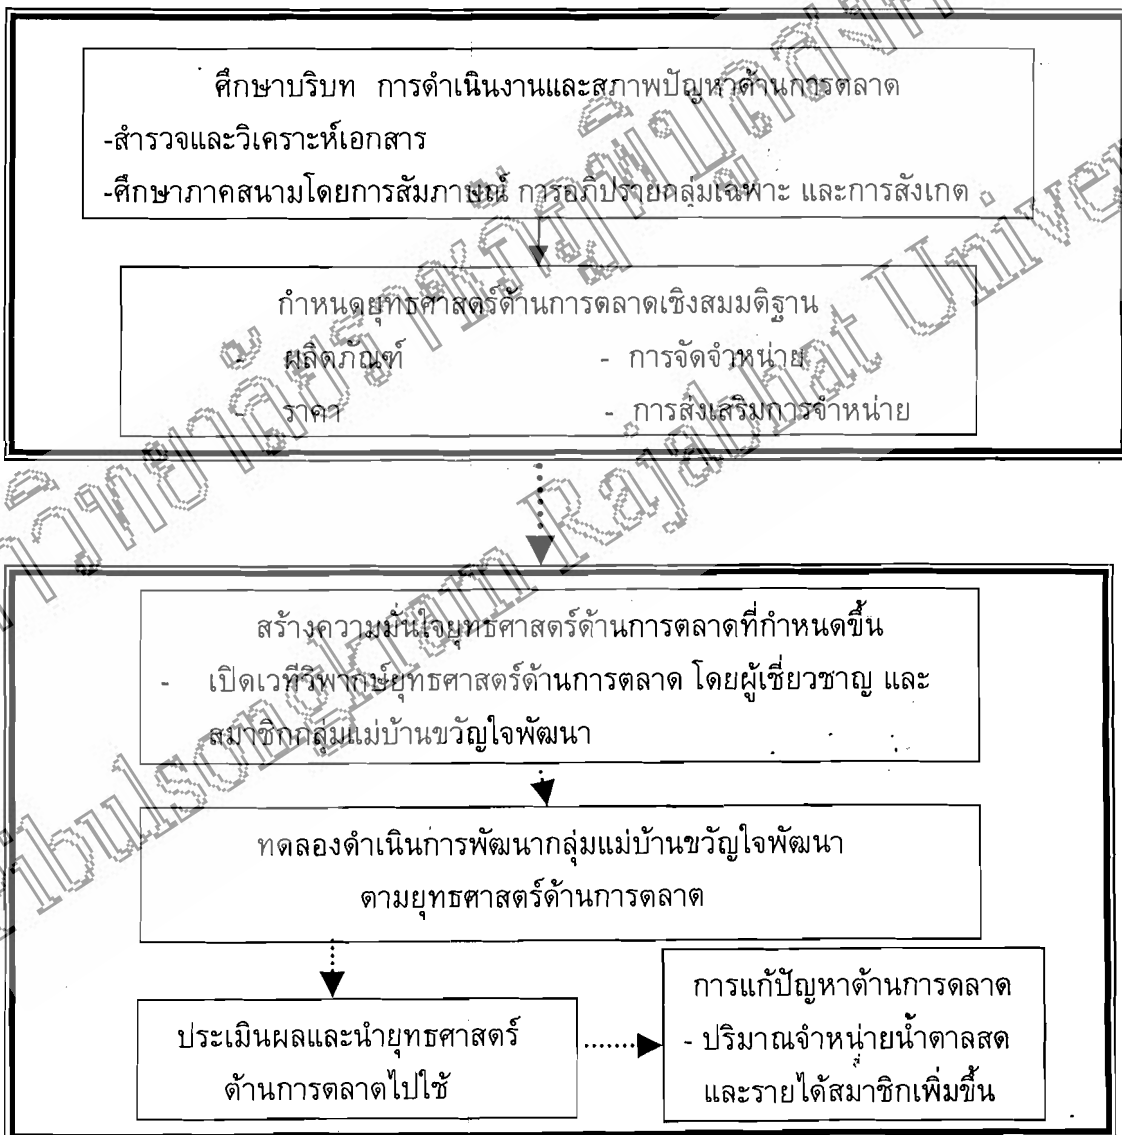 ศึกษาบริบท การดำเนินงานและสภาพปัญหาด้านการตลาด
-สำรวจและวิเคราะห์เอกสาร
-ศึกษาภาคสนามโดยการสัมภาษณ์ การอภิปรายกลุ่มเฉพาะ และการสังเกต
กำหนดยุทธศาสตร์ด้านการตลาดเชิงสมมติฐาน
- ผลิตภัณฑ์ - การจัดจำหน่าย
- ราคา - การส่งเสริมการจำหน่าย
สร้างความมั่นใจยุทธศาสตร์ด้านการตลาดที่กำหนดขึ้น
- เปิดเวทีวิพากษ์ยุทธศาสตร์ด้านการตลาด โดยผู้เชี่ยวชาญ และ
สมาชิกกลุ่มแม่บ้านขวัญใจพัฒนา
ทดลองดำเนินการพัฒนากลุ่มแม่บ้านขวัญใจพัฒนา
ตามยุทธศาสตร์ด้านการตลาด
ประเมินผลและนำยุทธศาสตร์
ด้านการตลาดไปใช้
การแก้ปัญหาด้านการตลาด
- ปริมาณจำหน่ายน้ำตาลสด
และรายได้สมาชิกเพิ่มขึ้น
Rajabhat